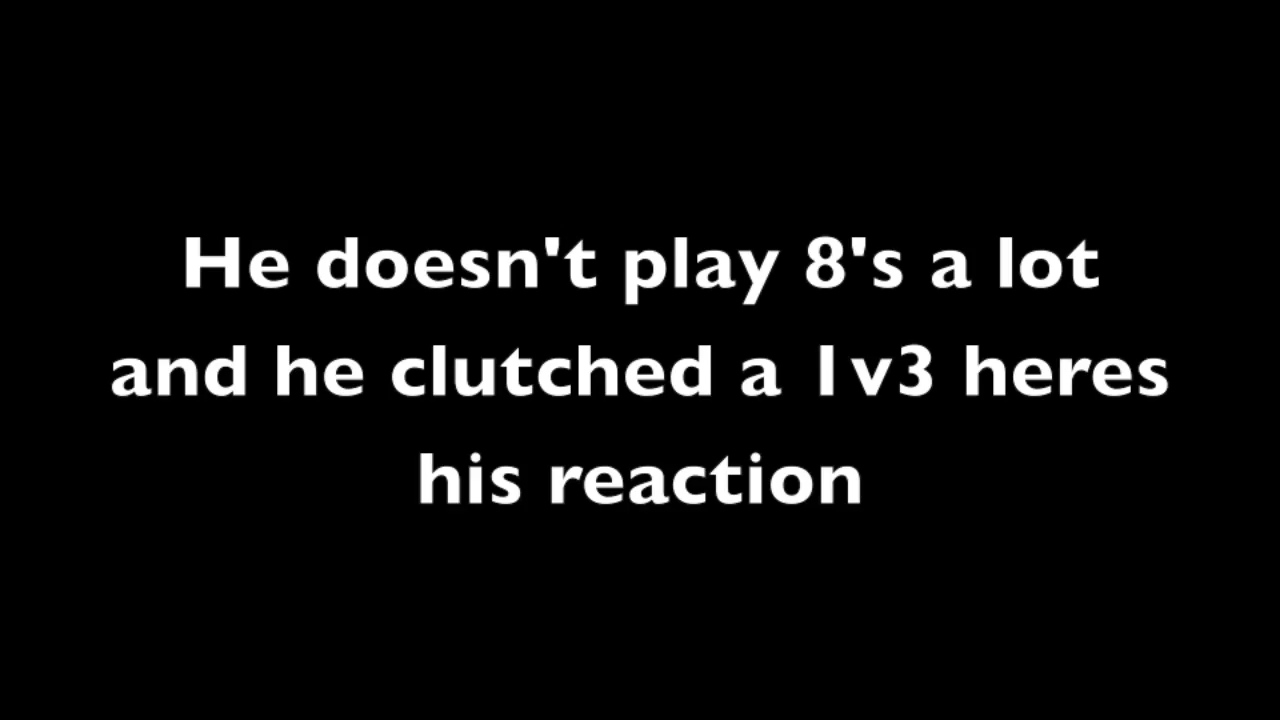 He doesn't play 8's a lot
and he clutched a 1v3 heres
his reaction